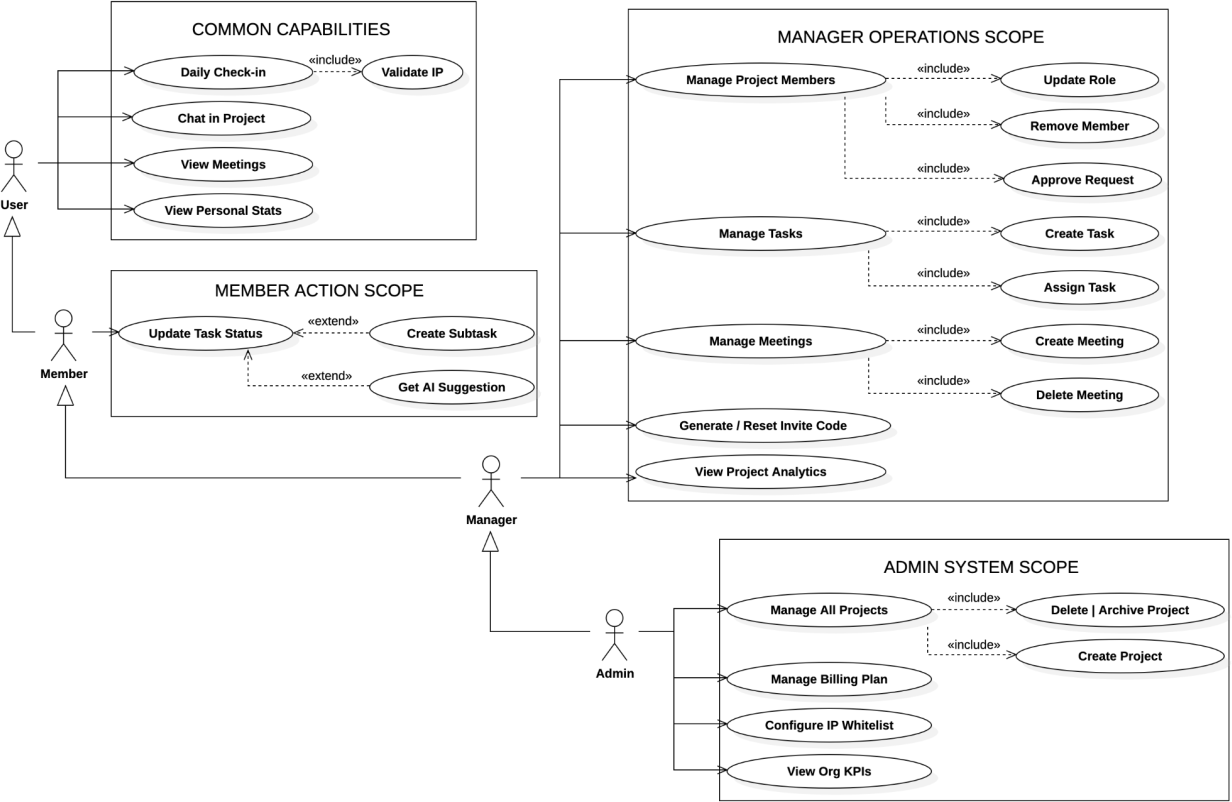 COMMON CAPABILITIES
Daily Check-in
«include»
Validate IP
Chat in Project
View Meetings
View Personal Stats
User
MEMBER ACTION SCOPE
Update Task Status
«extend»
Create Subtask
«extend»
Get AI Suggestion
Member
MANAGER OPERATIONS SCOPE
Manage Project Members
«include»
Update Role
«include»
Remove Member
«include»
Approve Request
Manage Tasks
«include»
Create Task
«include»
Assign Task
Manage Meetings
«include»
Create Meeting
«include»
Delete Meeting
Generate / Reset Invite Code
View Project Analytics
Manager
ADMIN SYSTEM SCOPE
Manage All Projects
«include»
Delete | Archive Project
«include»
Create Project
Manage Billing Plan
Configure IP Whitelist
View Org KPIs
Admin